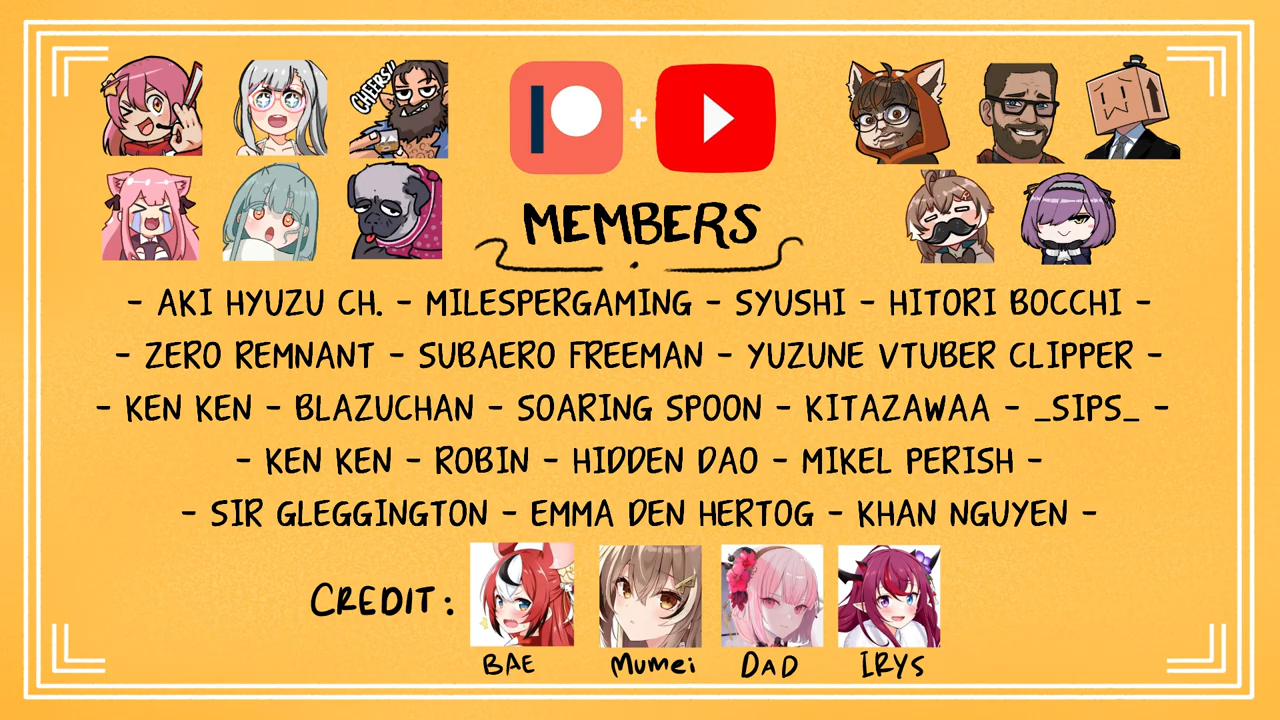 CHEERS!!
+
MEMBERS
- AKI HYUZU CH. - MILESPERGAMING - SYUSHI - HITORI BOCCHI -
- ZERO REMNANT - SUBAERO FREEMAN - YUZUNE VTUBER CLIPPER -
- KEN KEN - BLAZUCHAN - SOARING SPOON - KITAZAWAA - _SIPS_ -
- KEN KEN - ROBIN - HIDDEN DAO - MIKEL PERISH -
- SIR GLEGGINGTON - EMMA DEN HERTOG - KHAN NGUYEN -
CREDIT:
BAE Mumei DAD IRYS